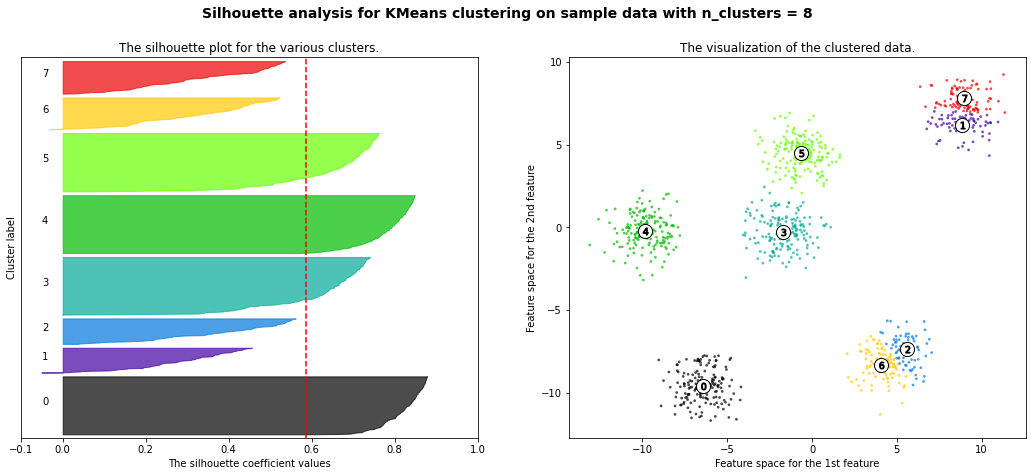 Silhouette analysis for KMeans clustering on sample data with n_clusters = 8
The silhouette plot for the various clusters.
7
6
5
4
3
2
1
0
Cluster label
−0.1 0.0 0.2 0.4 0.6 0.8 1.0
The silhouette coefficient values
The visualization of the clustered data.
10
5
0
−5
−10
Feature space for the 2nd feature
7
1
5
4
3
2
6
0
−10 −5 0 5 10
Feature space for the 1st feature